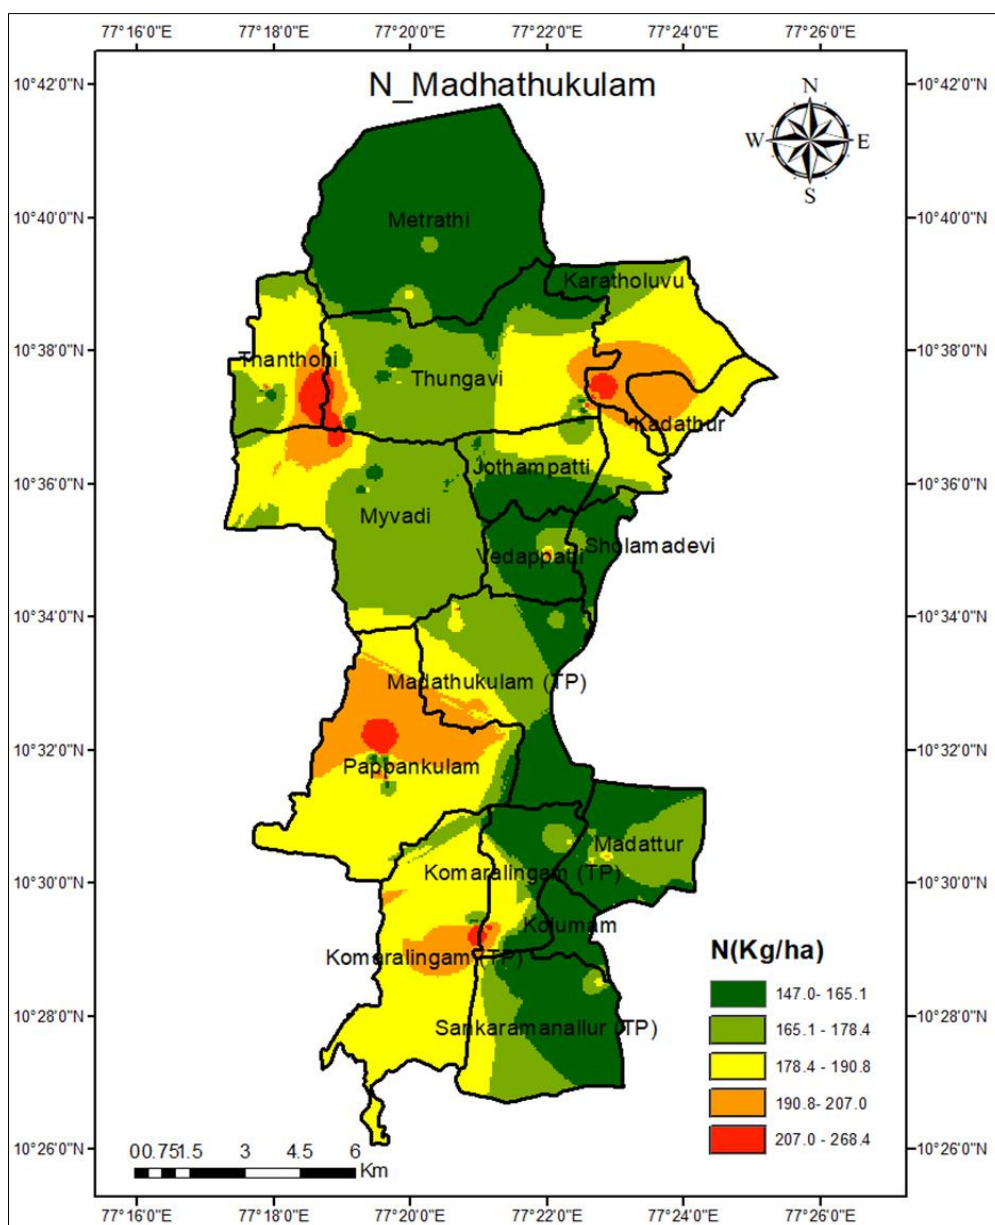 77°16'0"E 77°18'0"E 77°20'0"E 77°22'0"E 77°24'0"E 77°26'0"E
10°42'0"N 10°42'0"N
N_Madhathukulam
N
W E
S
Metrathi
10°40'0"N 10°40'0"N
Karatholuvu
10°38'0"N 10°38'0"N
Thanthoni
Thungavi
Kadathur
Jothampatti
10°36'0"N 10°36'0"N
Myvadi
Sholamadevi
Vedappatti
10°34'0"N 10°34'0"N
Madathukulam (TP)
10°32'0"N 10°32'0"N
Pappankulam
Madattur
10°30'0"N 10°30'0"N
Komaralingam (TP)
Kolumam
Komaralingam (TP)
N(Kg/ha)
147.0- 165.1
10°28'0"N 10°28'0"N
Sankaramanallur (TP)
165.1 - 178.4
178.4 - 190.8
190.8- 207.0
207.0 - 268.4
10°26'0"N 10°26'0"N
0 0.75 1.5 3 4.5 6
Km
77°16'0"E 77°18'0"E 77°20'0"E 77°22'0"E 77°24'0"E 77°26'0"E